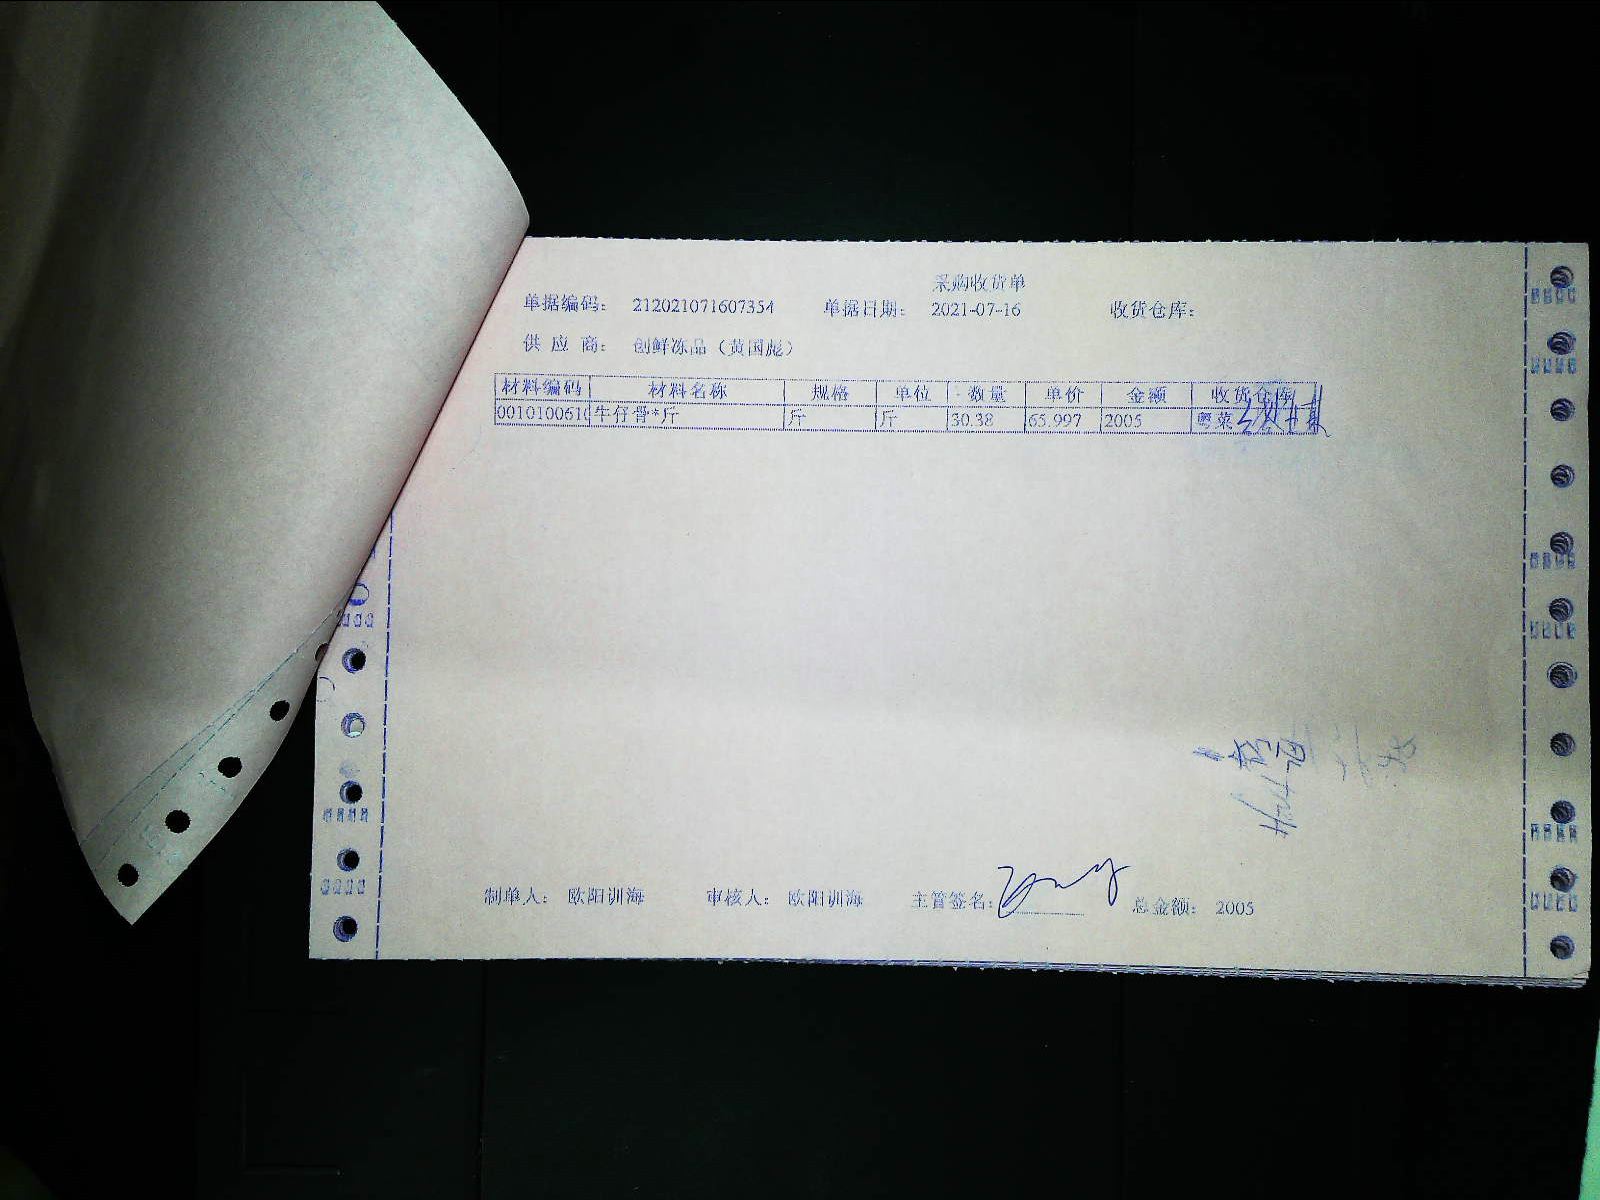 采购收货单
单据编码: 212021071607354 单据日期: 2021-07-16 收货仓库:
供 应 商: 创鲜冻品（黄国彪）
材料编码 材料名称 规格 单位 数量 单价 金额 收货仓库
0010100610 牛仔骨*斤 斤 斤 30.38 65.997 2005 粤菜
制单人: 欧阳训海 审核人: 欧阳训海 主管签名: 总金额: 2005